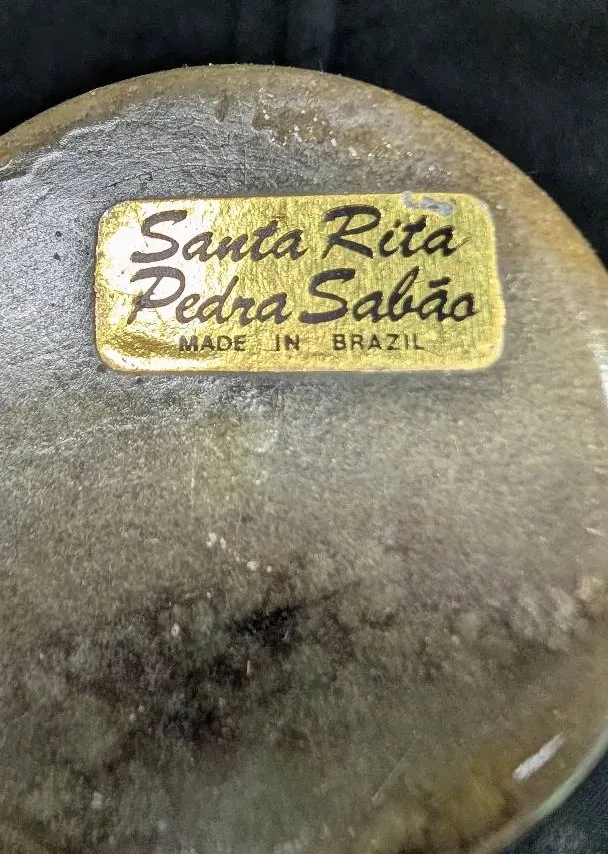 Santa Rita
Pedra Sabão
MADE IN BRAZIL